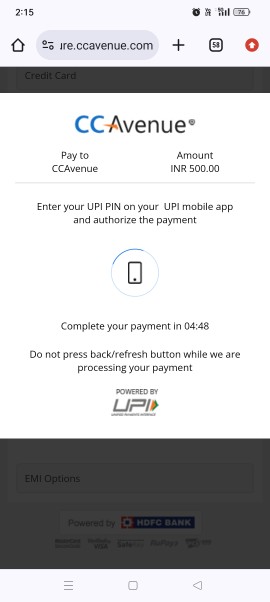 2:15
76
ure.ccavenue.com
58
Credit Card
CCAvenue
Pay to
CCAvenue
Amount
INR 500.00
Enter your UPI PIN on your UPI mobile app
and authorize the payment
Complete your payment in 04:48
Do not press back/refresh button while we are
processing your payment
POWERED BY
UPI
UNIFIED PAYMENTS INTERFACE
EMI Options
Powered by HDFC BANK